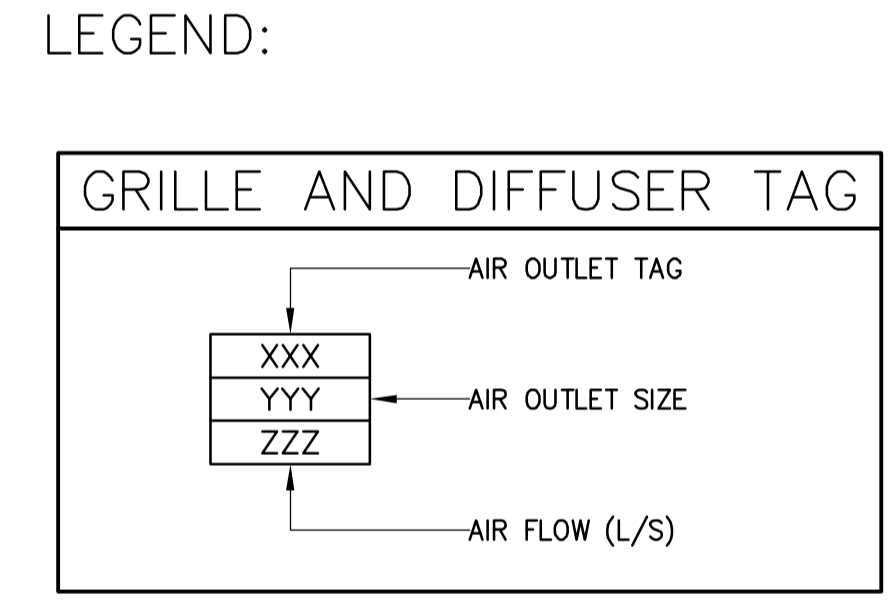 LEGEND:
GRILLE AND DIFFUSER TAG
AIR OUTLET TAG
XXX
YYY
AIR OUTLET SIZE
ZZZ
AIR FLOW (L/S)